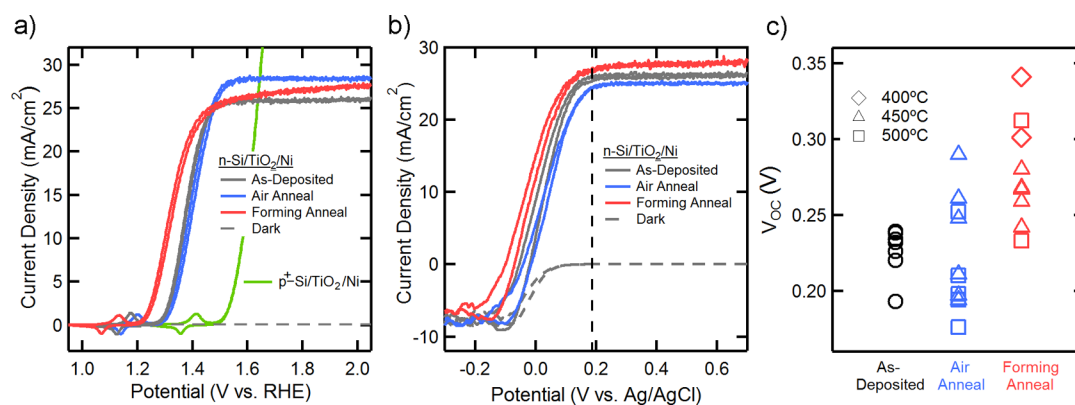 a)
Current Density (mA/cm²)
30
25
20
15
10
5
0
n-Si/TiO₂/Ni
As-Deposited
Air Anneal
Forming Anneal
Dark
p⁺-Si/TiO₂/Ni
1.0 1.2 1.4 1.6 1.8 2.0
Potential (V vs. RHE)
b)
Current Density (mA/cm²)
30
20
10
0
-10
n-Si/TiO₂/Ni
As-Deposited
Air Anneal
Forming Anneal
Dark
-0.2 0.0 0.2 0.4 0.6
Potential (V vs. Ag/AgCl)
c)
V_OC (V)
0.35
0.30
0.25
0.20
400ºC
450ºC
500ºC
As-
Deposited
Air
Anneal
Forming
Anneal